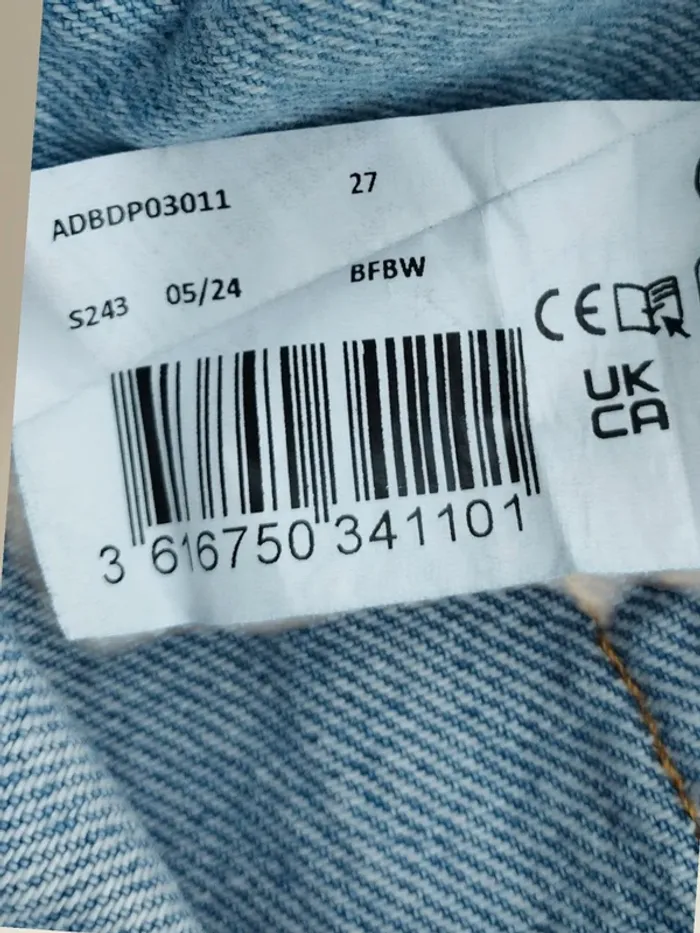 ADBDP03011 27
S243 05/24 BFBW
CE
UK
CA
3 616750 341101